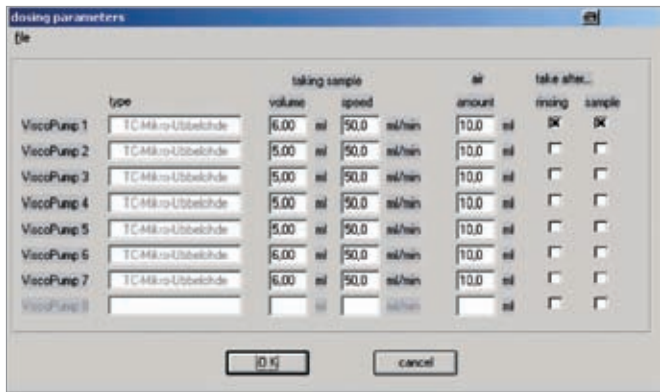 dosing parameters
file
taking sample air take after...
type volume speed amount rinsing sample
ViscoPump 1 TC-Mikro-Ubbelohde 6,00 ml 50,0 ml/min 10,0 ml
ViscoPump 2 TC-Mikro-Ubbelohde 5,00 ml 50,0 ml/min 10,0 ml
ViscoPump 3 TC-Mikro-Ubbelohde 5,00 ml 50,0 ml/min 10,0 ml
ViscoPump 4 TC-Mikro-Ubbelohde 5,00 ml 50,0 ml/min 10,0 ml
ViscoPump 5 TC-Mikro-Ubbelohde 5,00 ml 50,0 ml/min 10,0 ml
ViscoPump 6 TC-Mikro-Ubbelohde 6,00 ml 50,0 ml/min 10,0 ml
ViscoPump 7 TC-Mikro-Ubbelohde 6,00 ml 50,0 ml/min 10,0 ml
ViscoPump 8 ml ml/min ml
OK cancel